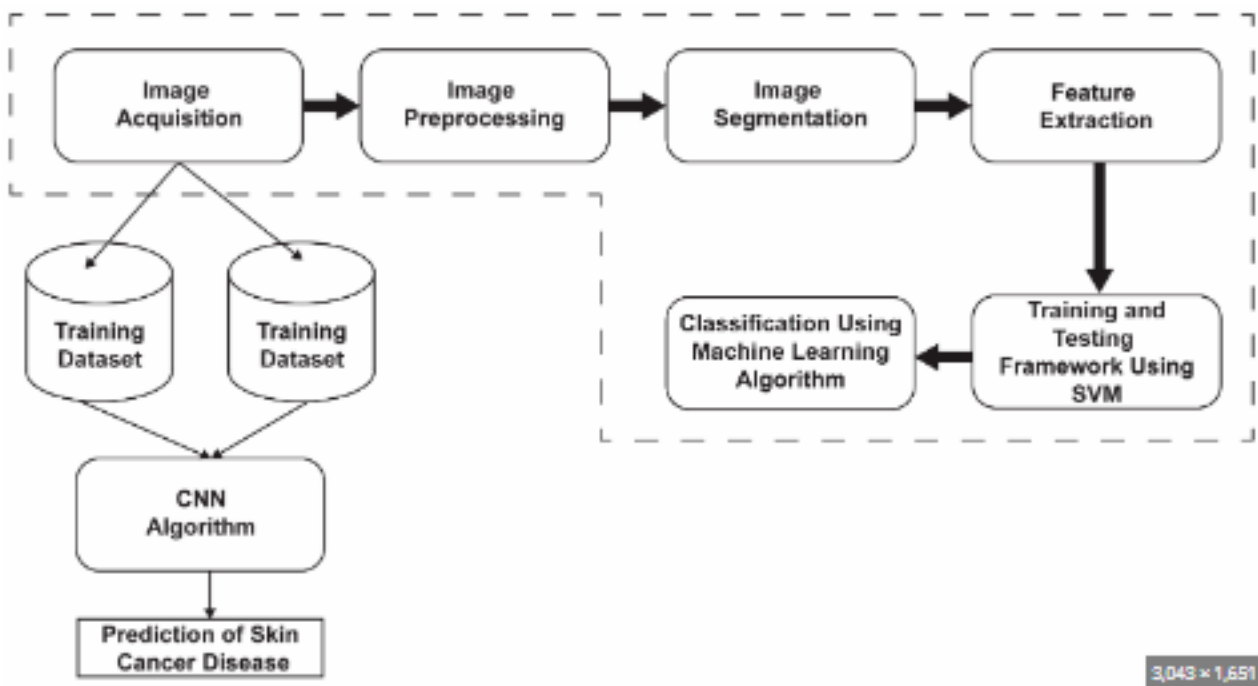 Image
Acquisition
Image
Preprocessing
Image
Segmentation
Feature
Extraction
Training
Dataset
Training
Dataset
Classification Using
Machine Learning
Algorithm
Training and
Testing
Framework Using
SVM
CNN
Algorithm
Prediction of Skin
Cancer Disease
3,043 × 1,651